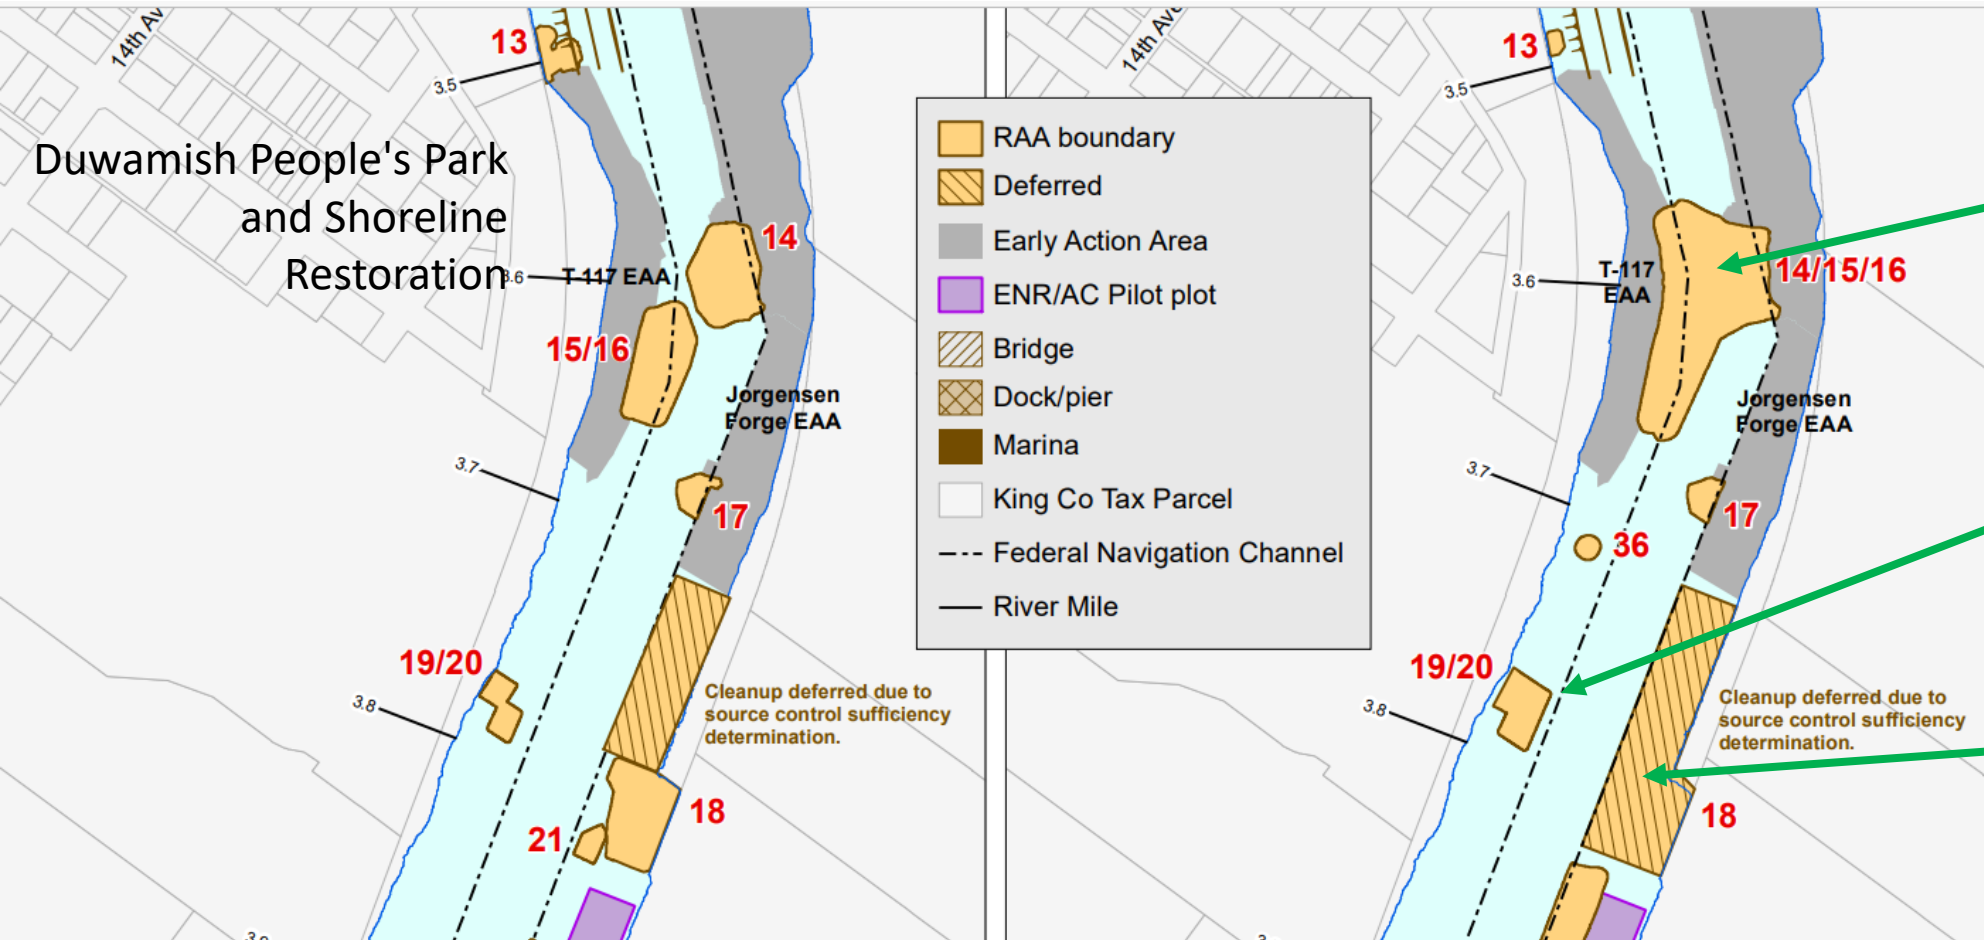 14th Av
13
3.5
Duwamish People's Park
and Shoreline
Restoration
3.6
T-117 EAA
14
15/16
Jorgensen
Forge EAA
3.7
17
19/20
3.8
Cleanup deferred due to
source control sufficiency
determination.
18
21
RAA boundary
Deferred
Early Action Area
ENR/AC Pilot plot
Bridge
Dock/pier
Marina
King Co Tax Parcel
Federal Navigation Channel
River Mile
14th Ave
13
3.5
3.6
T-117
EAA
14/15/16
Jorgensen
Forge EAA
3.7
17
36
19/20
3.8
Cleanup deferred due to
source control sufficiency
determination.
18